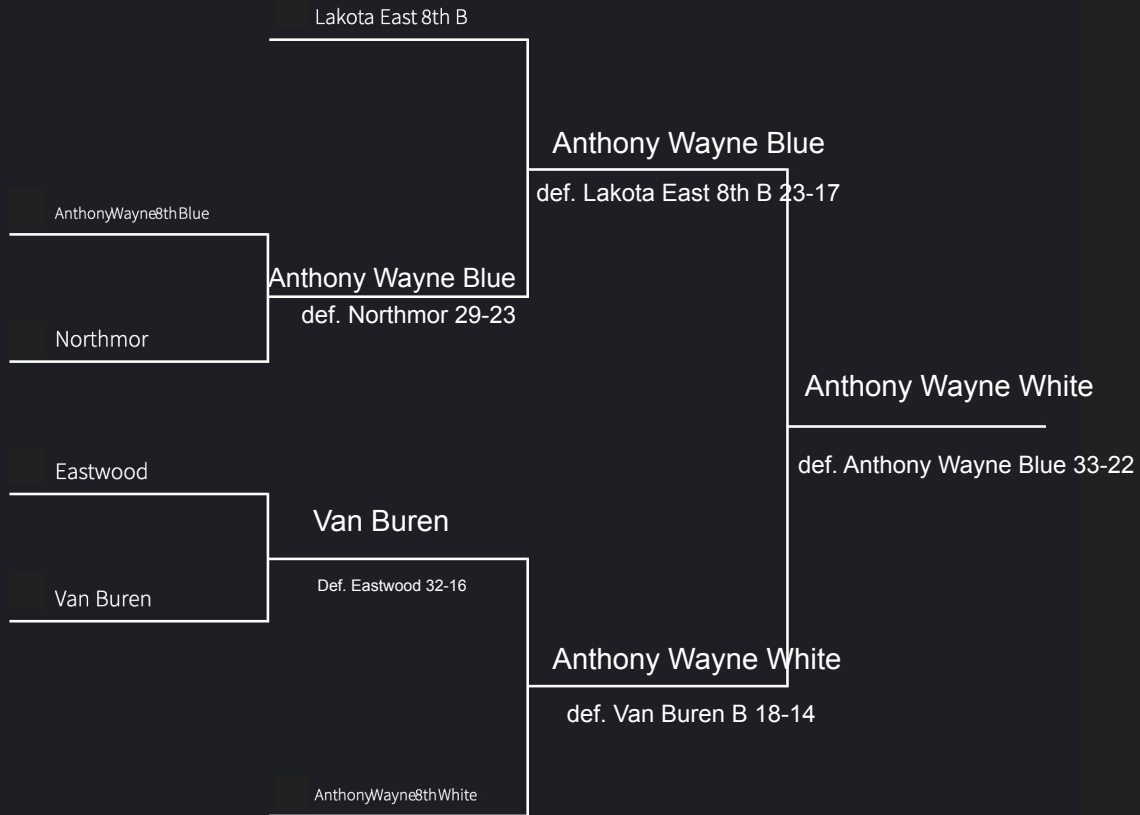 Lakota East 8th B
Anthony Wayne Blue
def. Lakota East 8th B 23-17
AnthonyWayne8thBlue
Anthony Wayne Blue
def. Northmor 29-23
Northmor
Anthony Wayne White
def. Anthony Wayne Blue 33-22
Eastwood
Van Buren
Def. Eastwood 32-16
Van Buren
Anthony Wayne White
def. Van Buren B 18-14
AnthonyWayne8thWhite